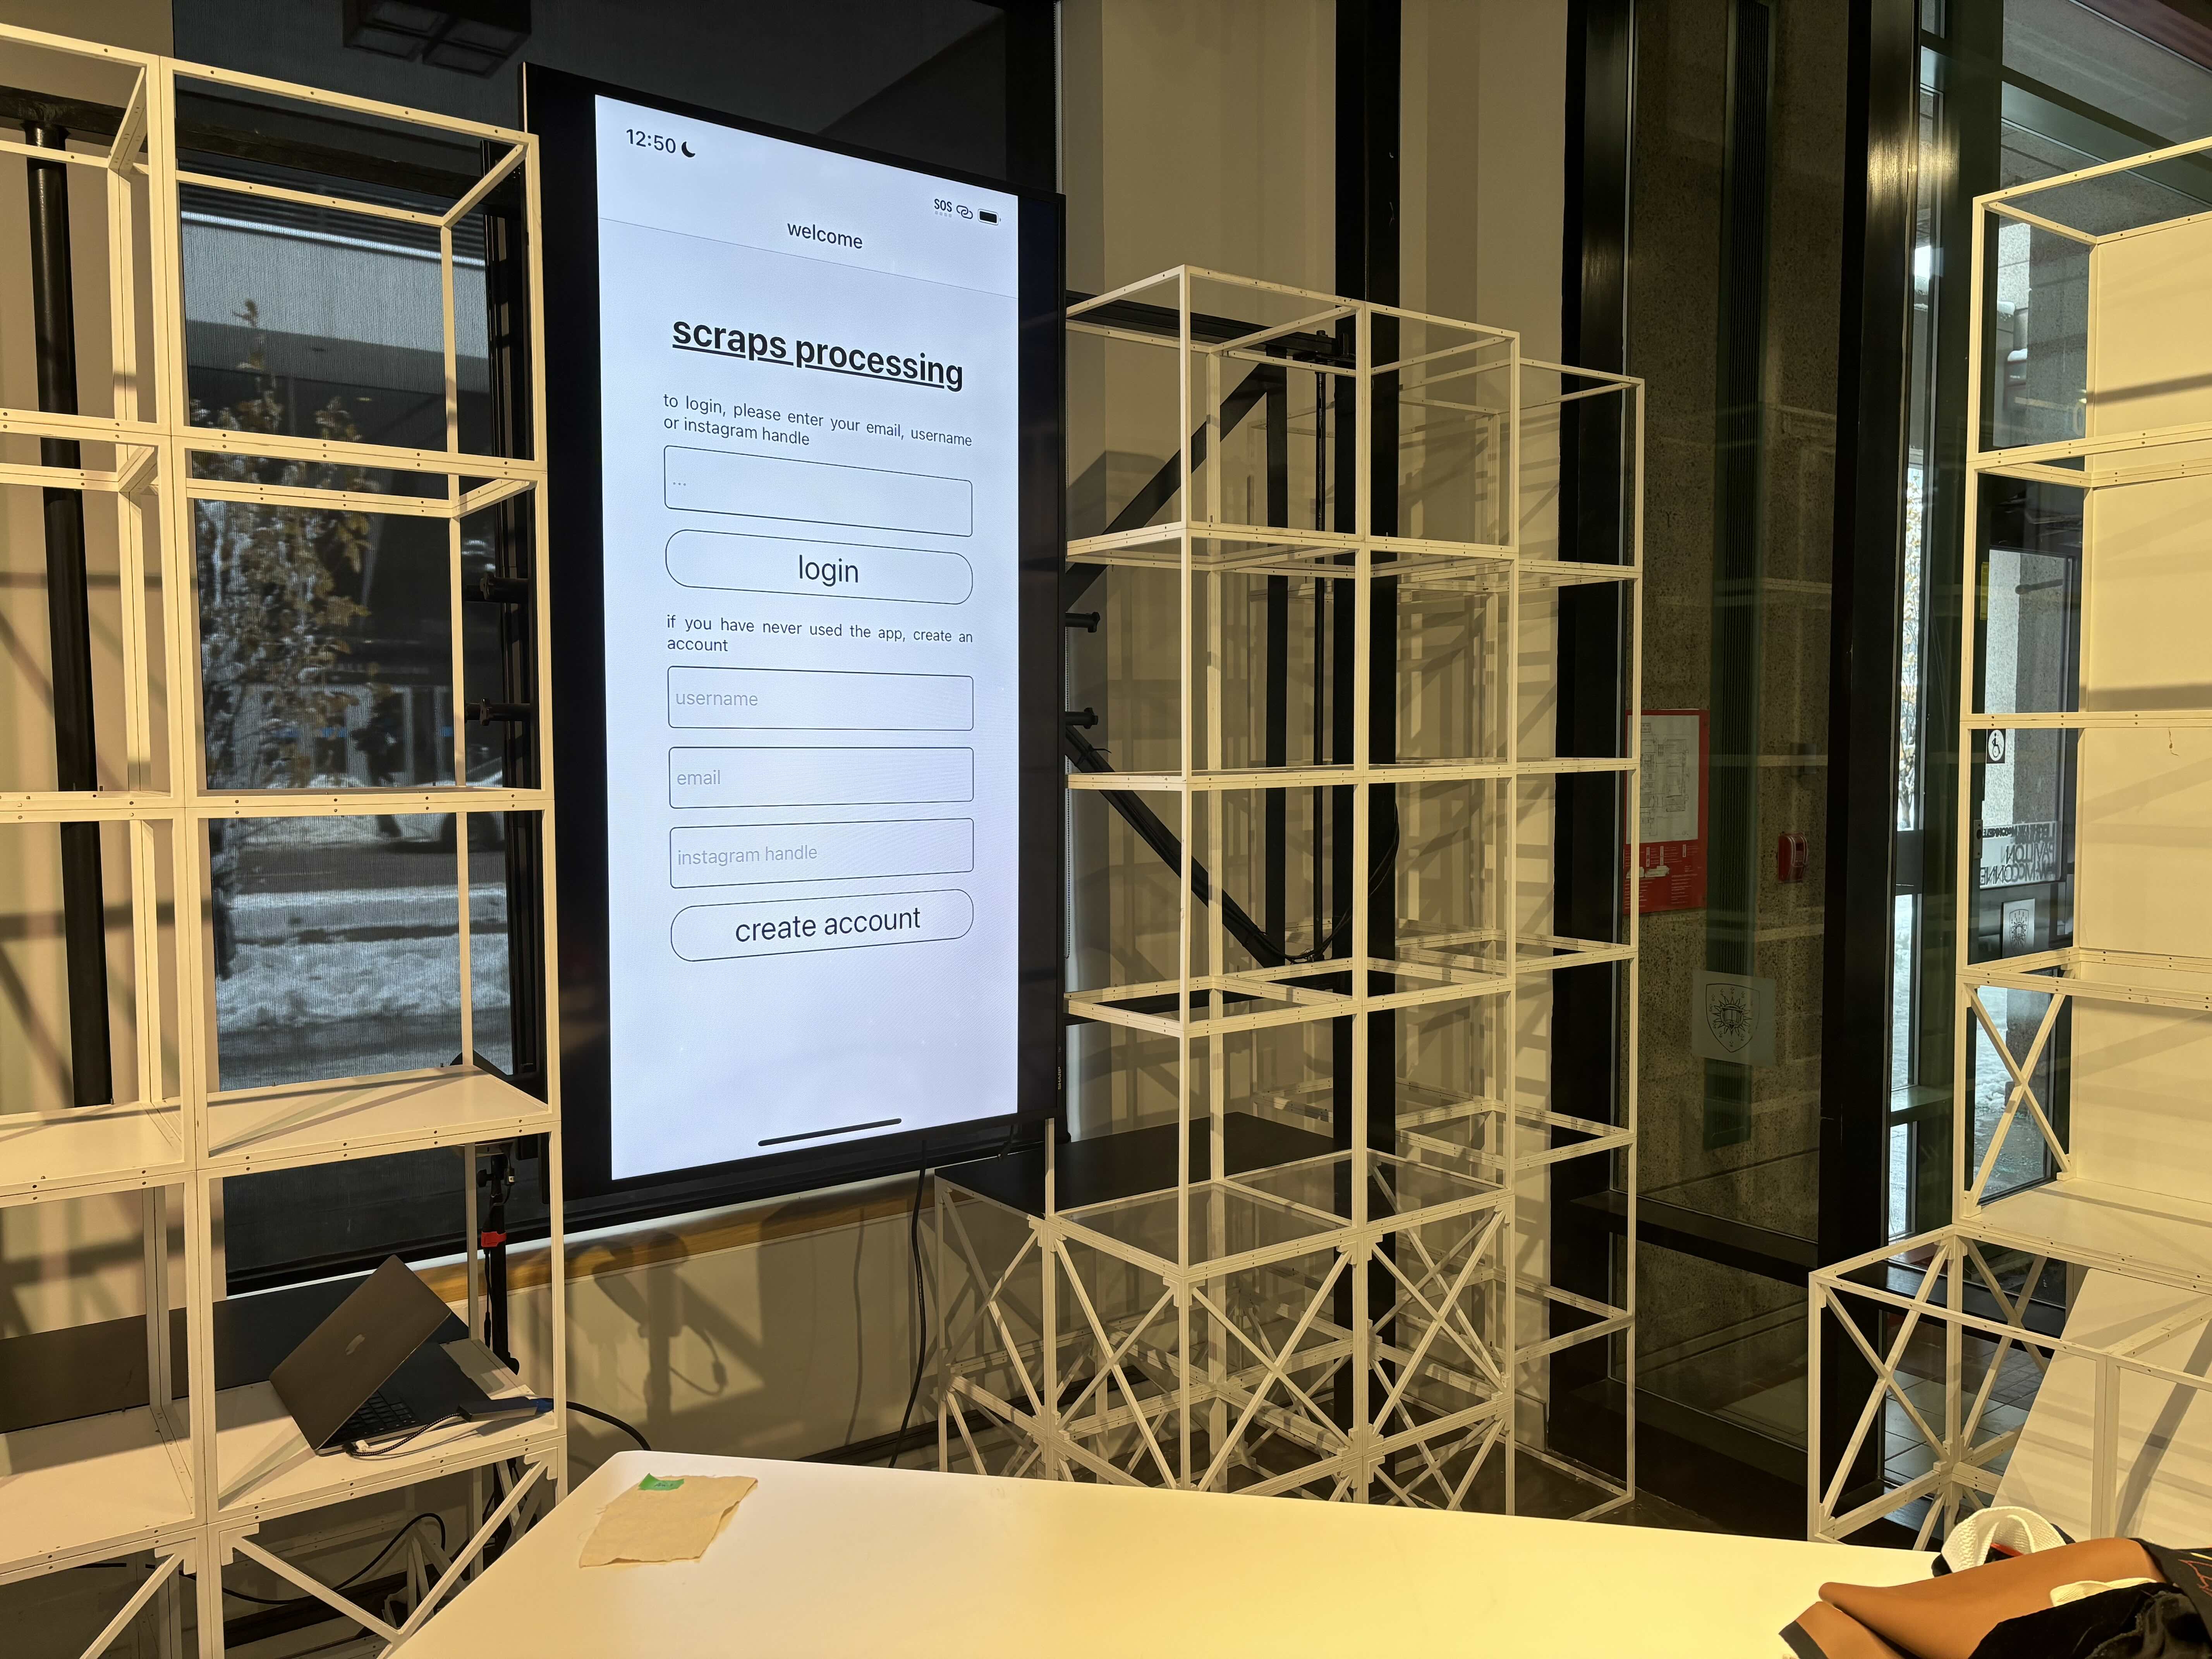 12:50
SOS
welcome
scraps processing
to login, please enter your email, username
or instagram handle
...
login
if you have never used the app, create an
account
username
email
instagram handle
create account
PAVILLON